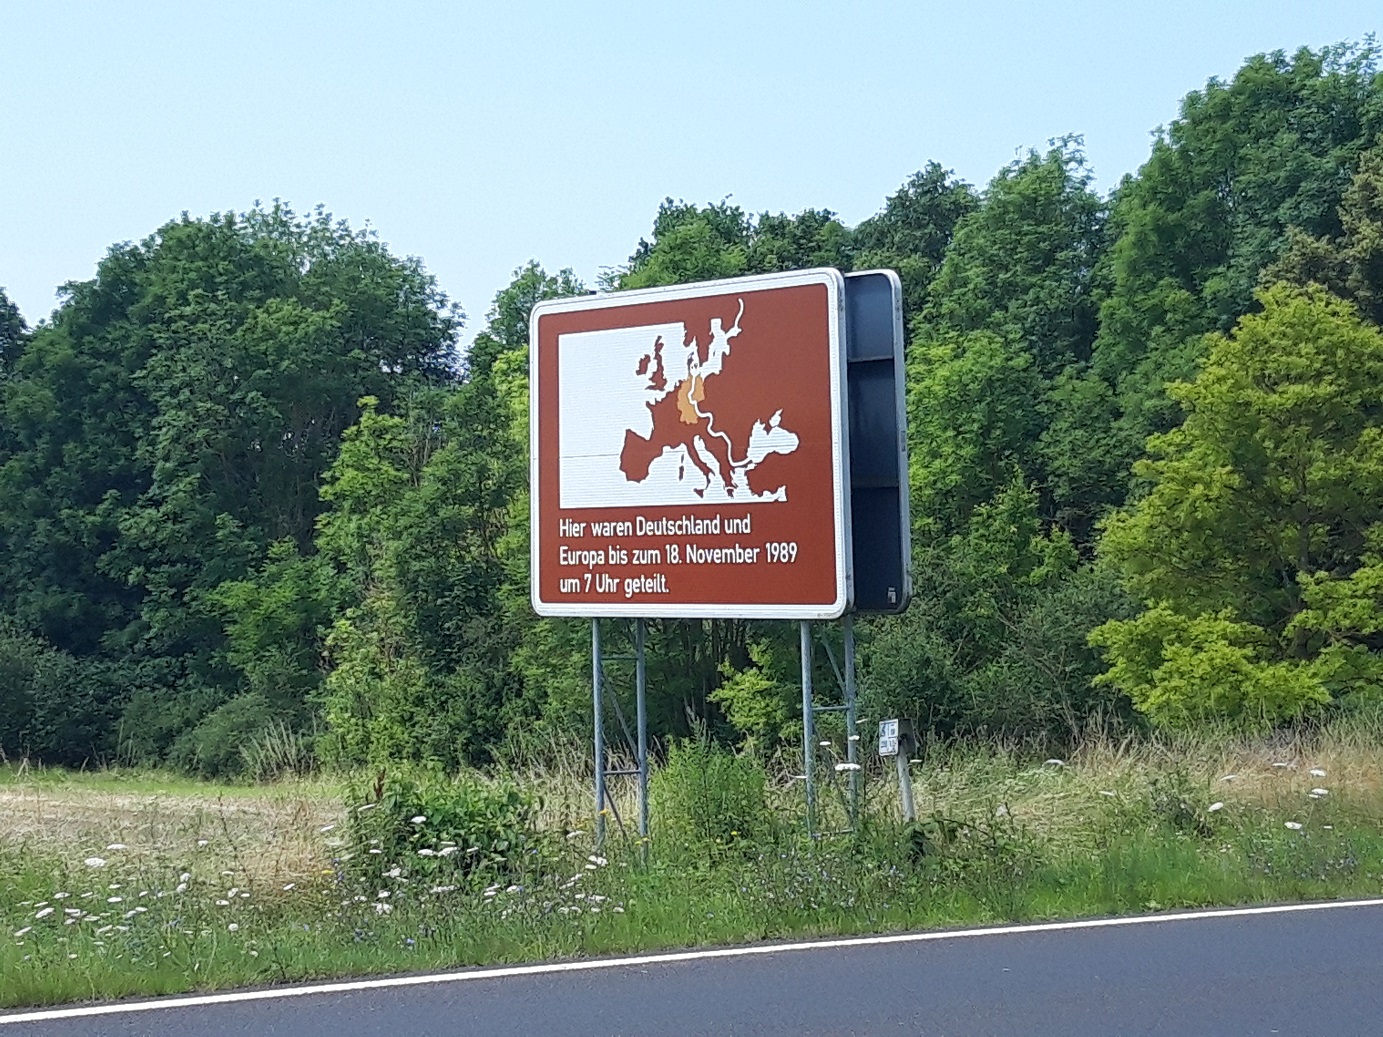 Hier waren Deutschland und
Europa bis zum 18. November 1989
um 7 Uhr geteilt.